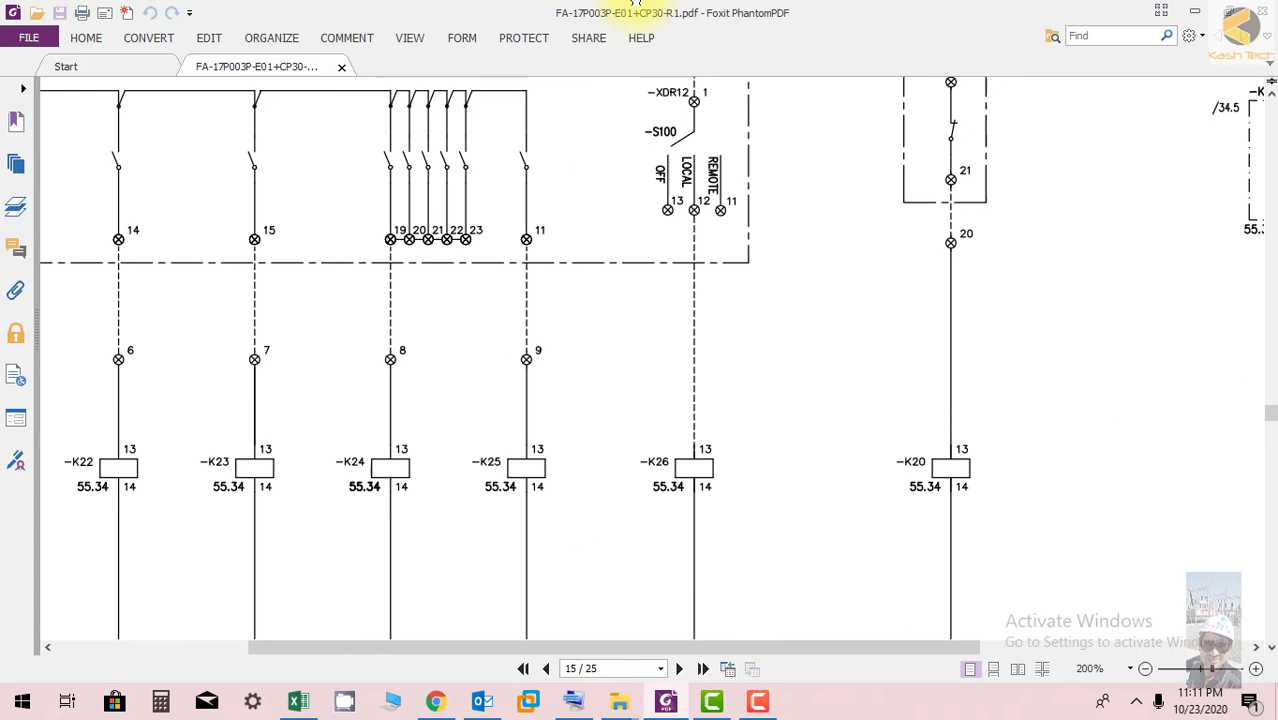 FA-17P003P-E01+CP30-R1.pdf - Foxit PhantomPDF
FILE HOME CONVERT EDIT ORGANIZE COMMENT VIEW FORM PROTECT SHARE HELP
Find
Kash Tect
Start FA-17P003P-E01+CP30-...
-XDR12 1
-S100
OFF LOCAL REMOTE
13 12 11
/34.5
-K
55.3
21
20
14 15 19 20 21 22 23 11
6 7 8 9
13 13 13 13 13 13
-K22 -K23 -K24 -K25 -K26 -K20
55.34 14 55.34 14 55.34 14 55.34 14 55.34 14 55.34 14
Activate Windows
Go to Settings to activate Windows
15 / 25
200%
11:11 PM
10/23/2020
1